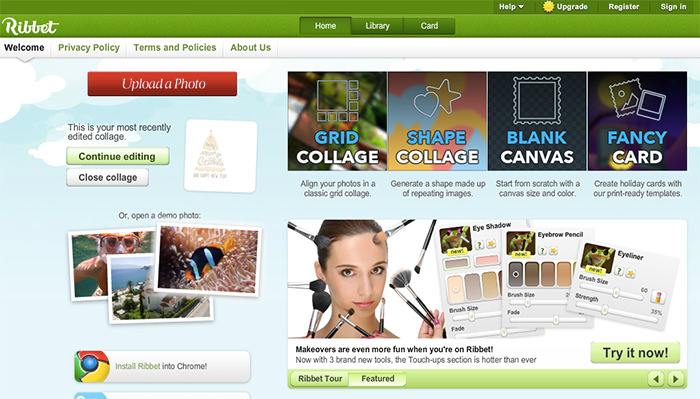 Help
Upgrade
Register
Sign in
Ribbet
Home
Library
Card
Welcome
Privacy Policy
Terms and Policies
About Us
Upload a Photo
This is your most recently
edited collage.
Continue editing
Close collage
Or, open a demo photo:
Install Ribbet into Chrome!
GRID
COLLAGE
Align your photos in a
classic grid collage.
SHAPE
COLLAGE
Generate a shape made up
of repeating images.
BLANK
CANVAS
Start from scratch with a
canvas size and color.
FANCY
CARD
Create holiday cards with
our print-ready templates.
Eye Shadow
new!
?
Brush Size
Fade
Eyebrow Pencil
new!
?
Brush Size
Fade
Eyeliner
new!
?
Brush Size
60
Strength
35%
Makeovers are even more fun when you're on Ribbet!
Now with 3 brand new tools, the Touch-ups section is hotter than ever
Try it now!
Ribbet Tour
Featured